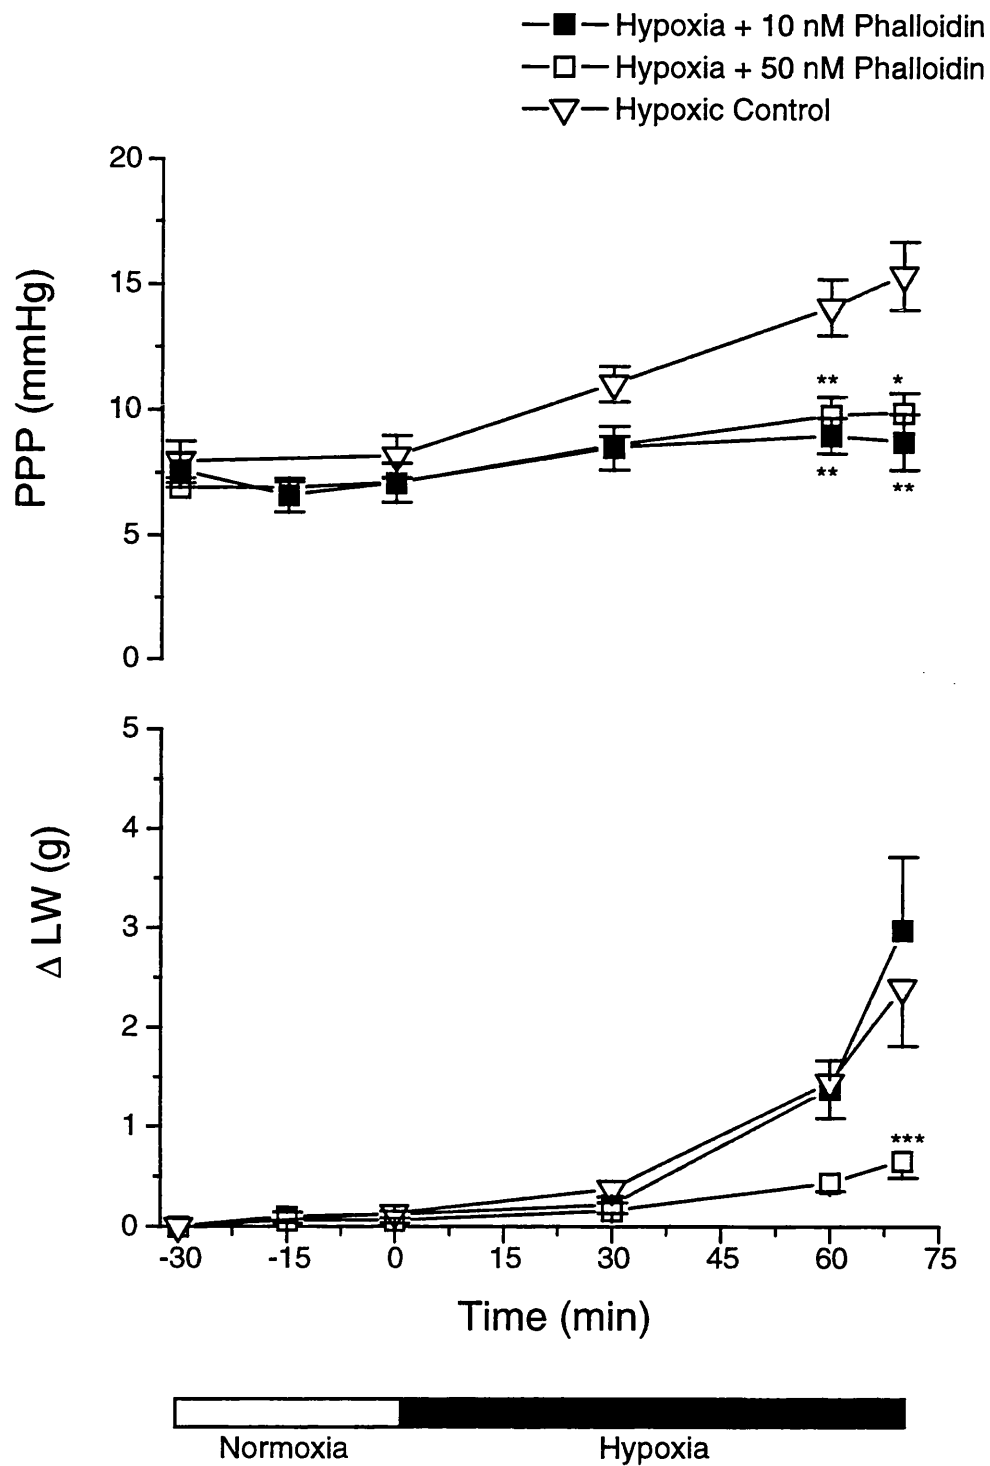 Hypoxia + 10 nM Phalloidin
Hypoxia + 50 nM Phalloidin
Hypoxic Control
20
15
10
5
0
PPP (mmHg)
** *
** **
5
4
3
2
1
0
Δ LW (g)
***
-30 -15 0 15 30 45 60 75
Time (min)
Normoxia Hypoxia